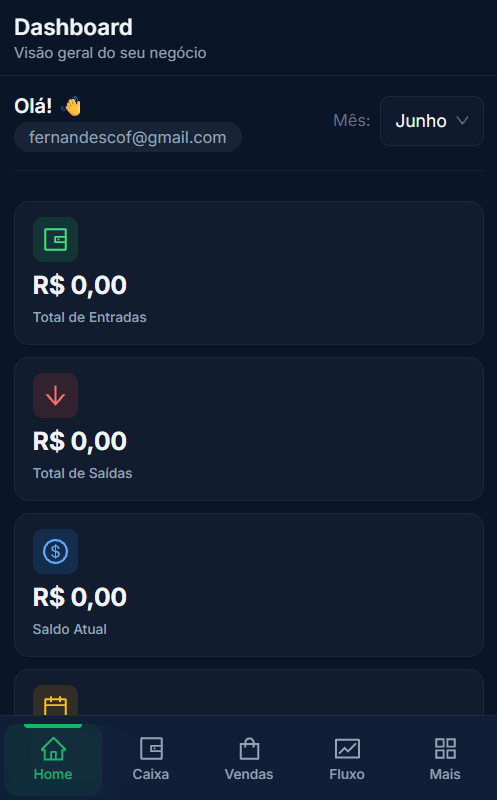 Dashboard
Visão geral do seu negócio
Olá! 👋
fernandescof@gmail.com
Mês:
Junho
R$ 0,00
Total de Entradas
R$ 0,00
Total de Saídas
R$ 0,00
Saldo Atual
Home
Caixa
Vendas
Fluxo
Mais